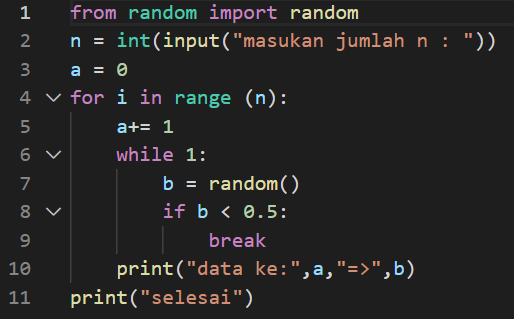 1 from random import random
2 n = int(input("masukan jumlah n : "))
3 a = 0
4 for i in range (n):
5     a+= 1
6     while 1:
7         b = random()
8         if b < 0.5:
9             break
10     print("data ke:",a,"=>",b)
11 print("selesai")